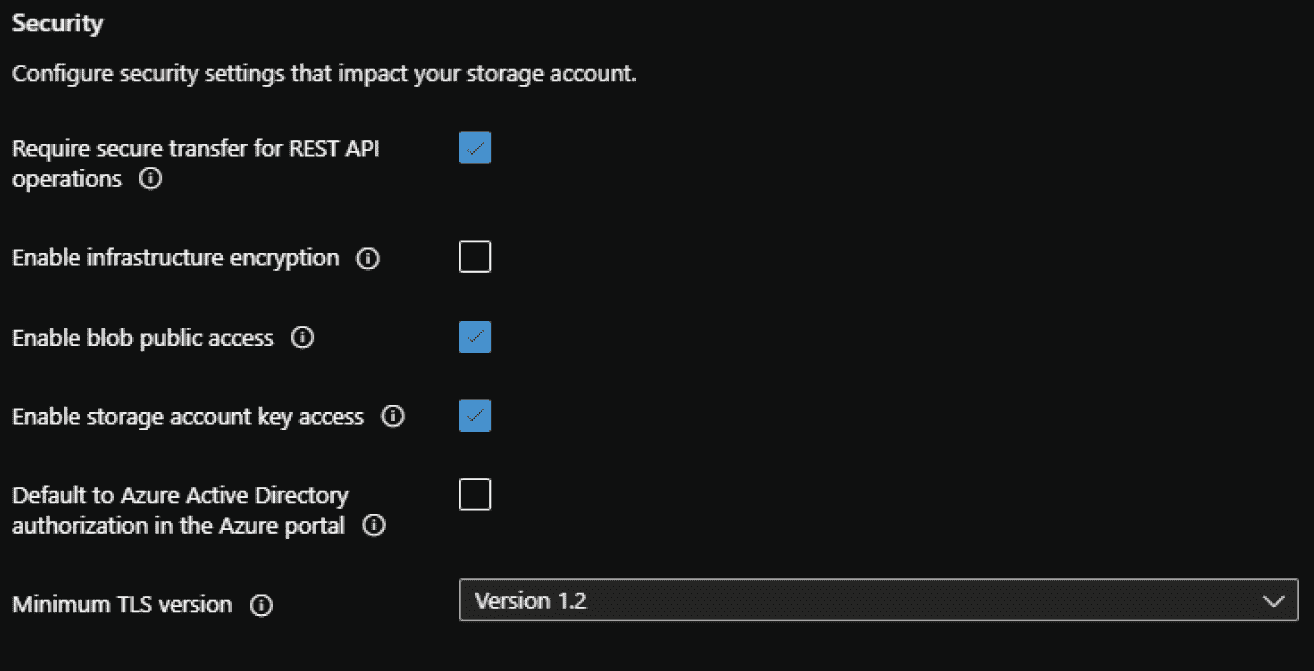 Security
Configure security settings that impact your storage account.
Require secure transfer for REST API
operations
Enable infrastructure encryption
Enable blob public access
Enable storage account key access
Default to Azure Active Directory
authorization in the Azure portal
Minimum TLS version
Version 1.2